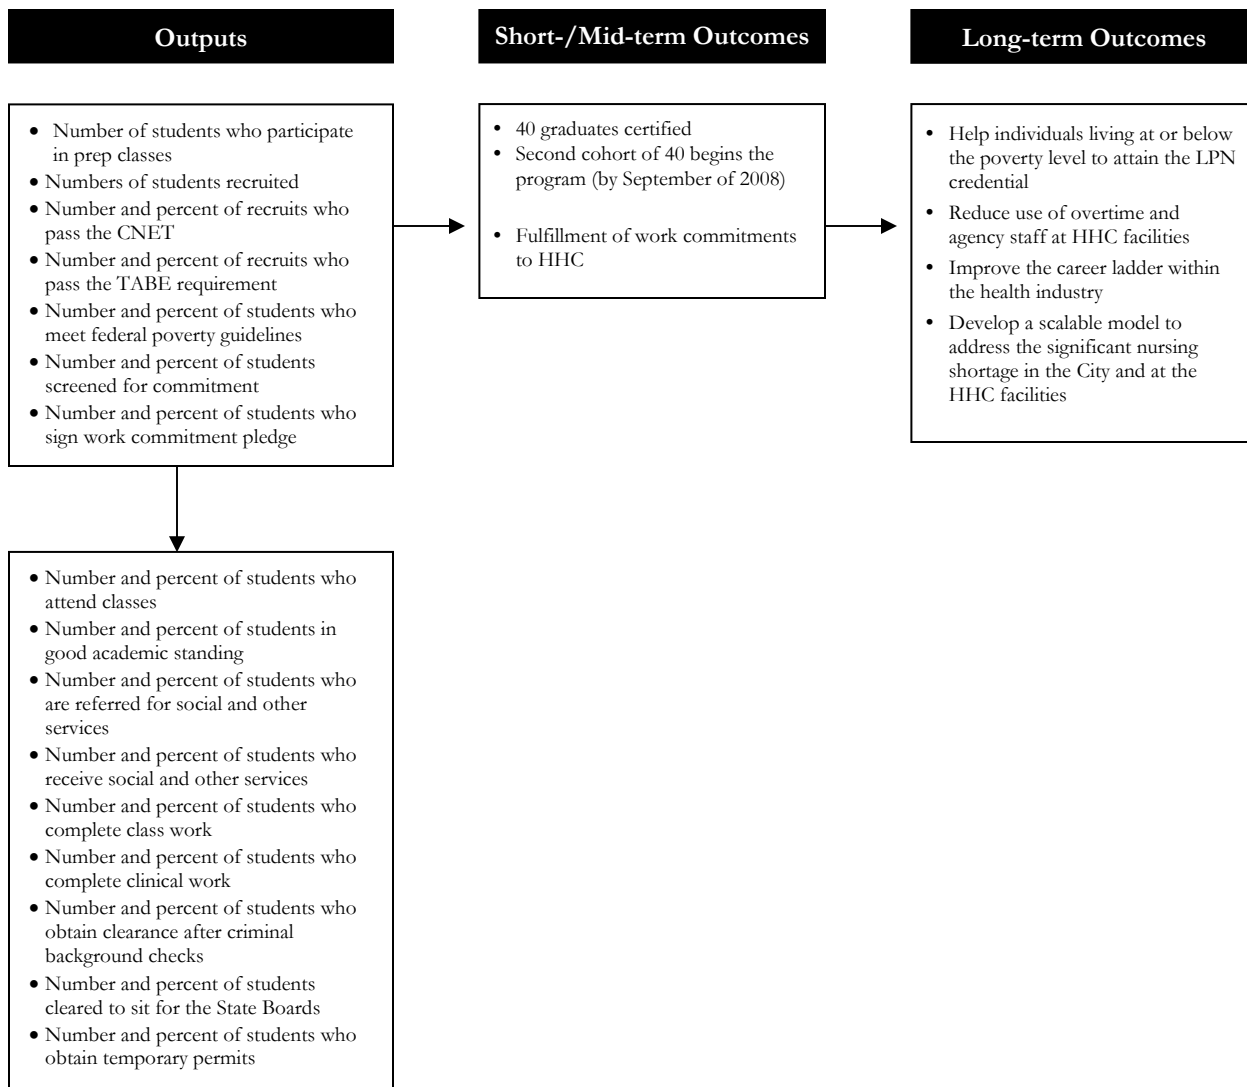 Outputs
Short-/Mid-term Outcomes
Long-term Outcomes
• Number of students who participate
in prep classes
• Numbers of students recruited
• Number and percent of recruits who
pass the CNET
• Number and percent of recruits who
pass the TABE requirement
• Number and percent of students who
meet federal poverty guidelines
• Number and percent of students
screened for commitment
• Number and percent of students who
sign work commitment pledge
• 40 graduates certified
• Second cohort of 40 begins the
program (by September of 2008)
• Fulfillment of work commitments
to HHC
• Help individuals living at or below
the poverty level to attain the LPN
credential
• Reduce use of overtime and
agency staff at HHC facilities
• Improve the career ladder within
the health industry
• Develop a scalable model to
address the significant nursing
shortage in the City and at the
HHC facilities
• Number and percent of students who
attend classes
• Number and percent of students in
good academic standing
• Number and percent of students who
are referred for social and other
services
• Number and percent of students who
receive social and other services
• Number and percent of students who
complete class work
• Number and percent of students who
complete clinical work
• Number and percent of students who
obtain clearance after criminal
background checks
• Number and percent of students
cleared to sit for the State Boards
• Number and percent of students who
obtain temporary permits